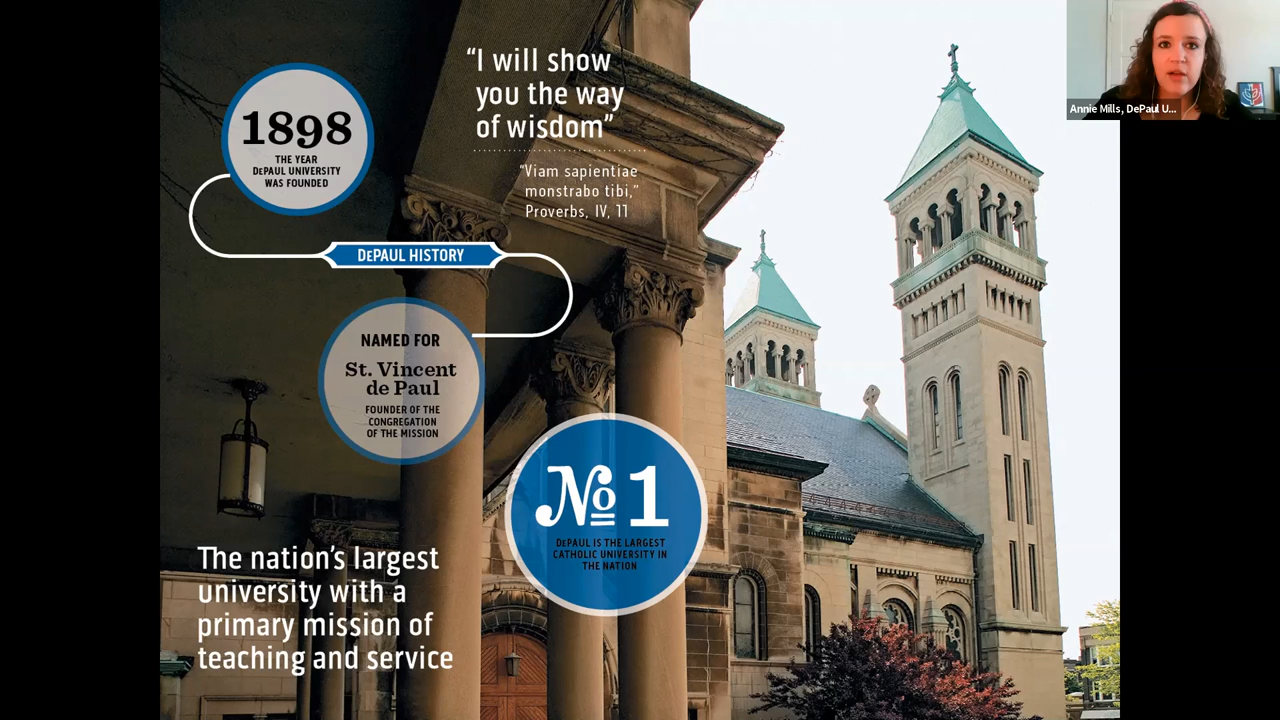 "I will show
you the way
of wisdom"
"Viam sapientiae
monstrabo tibi,"
Proverbs, IV, 11
1898
THE YEAR
DEPAUL UNIVERSITY
WAS FOUNDED
DEPAUL HISTORY
NAMED FOR
St. Vincent
de Paul
FOUNDER OF THE
CONGREGATION
OF THE MISSION
No 1
DEPAUL IS THE LARGEST
CATHOLIC UNIVERSITY IN
THE NATION
The nation's largest
university with a
primary mission of
teaching and service
Annie Mills, DePaul U...